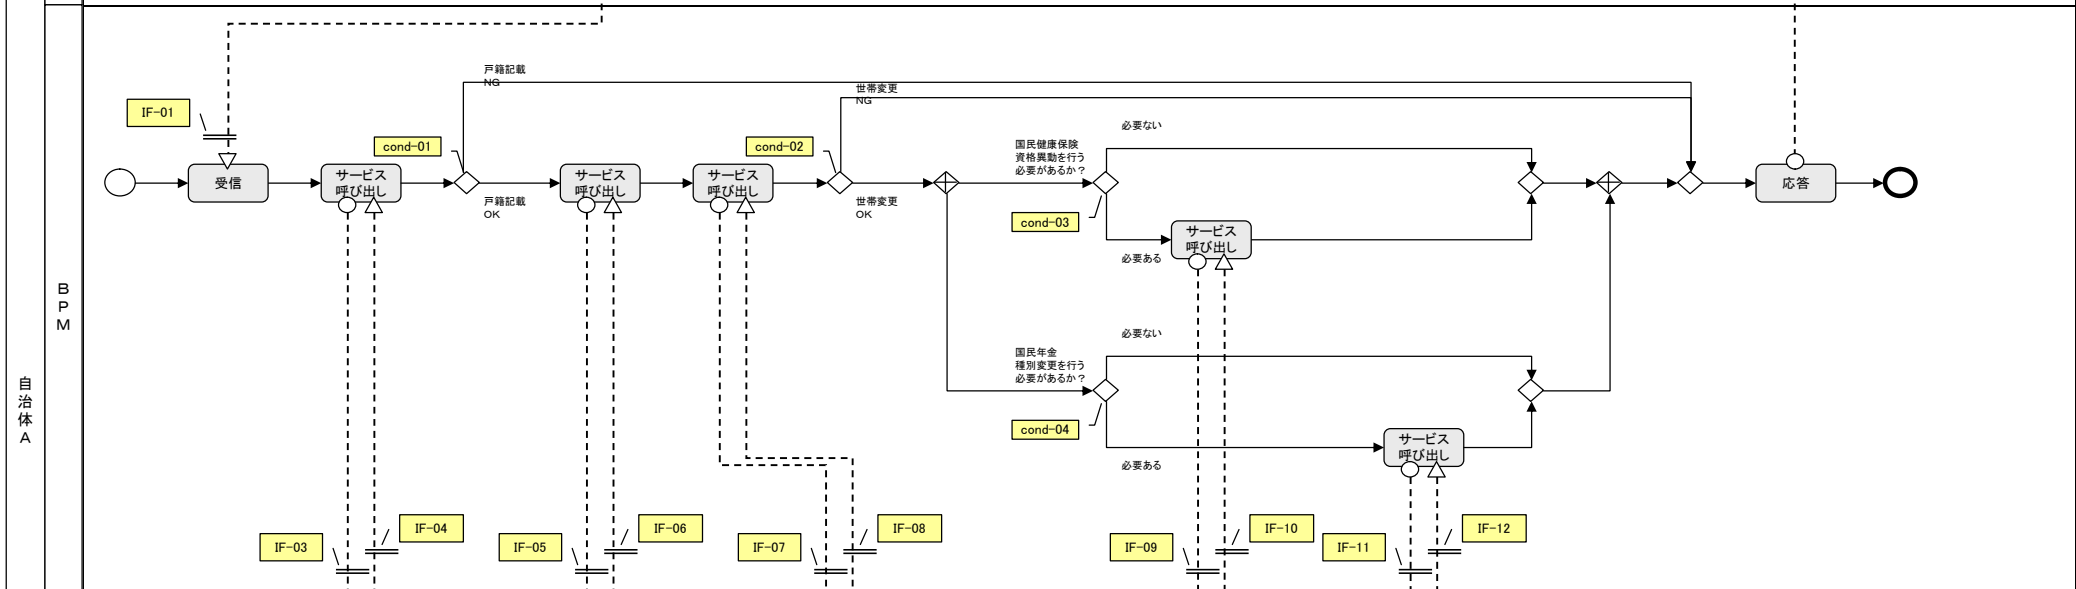 自治体A
BPM
IF-01
受信
サービス
呼び出し
cond-01
戸籍記載
NG
戸籍記載
OK
サービス
呼び出し
サービス
呼び出し
cond-02
世帯変更
NG
世帯変更
OK
国民健康保険
資格異動を行う
必要があるか?
cond-03
必要ない
必要ある
サービス
呼び出し
国民年金
種別変更を行う
必要があるか?
cond-04
必要ない
必要ある
サービス
呼び出し
応答
IF-03
IF-04
IF-05
IF-06
IF-07
IF-08
IF-09
IF-10
IF-11
IF-12